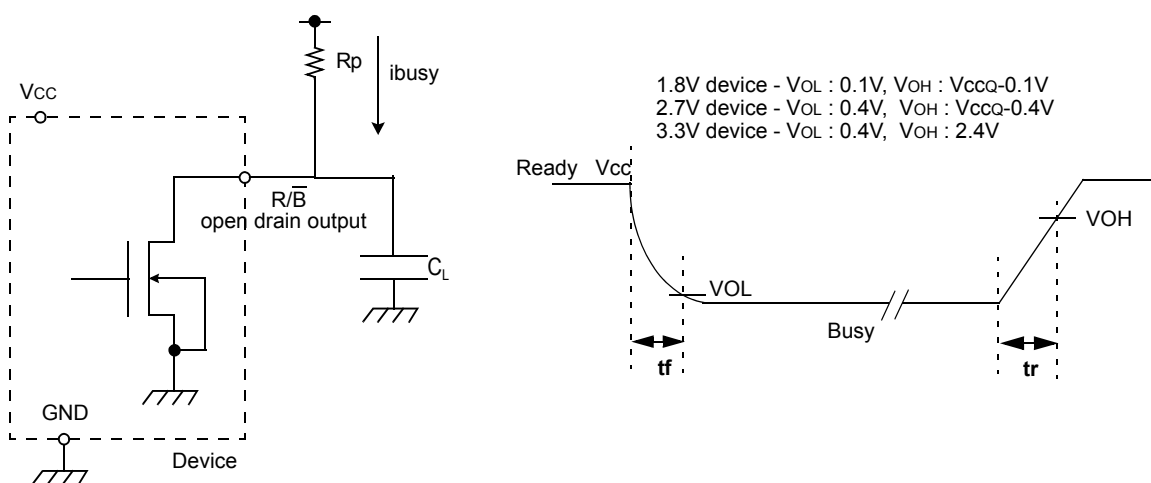 Rp
ibusy
VCC
R/B̅
open drain output
CL
GND
Device
1.8V device - VOL : 0.1V, VOH : VccQ-0.1V
2.7V device - VOL : 0.4V, VOH : VccQ-0.4V
3.3V device - VOL : 0.4V, VOH : 2.4V
Ready Vcc
VOH
VOL
Busy
tf
tr